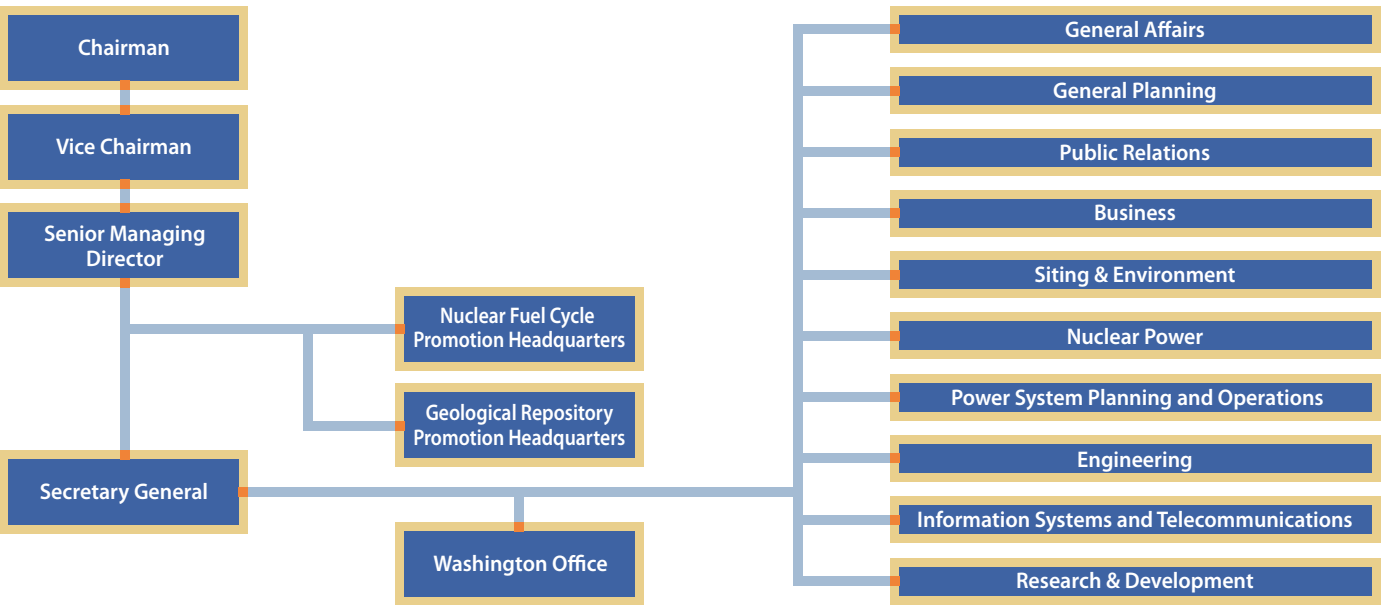 Chairman
Vice Chairman
Senior Managing
Director
Nuclear Fuel Cycle
Promotion Headquarters
Geological Repository
Promotion Headquarters
Secretary General
Washington Office
General Affairs
General Planning
Public Relations
Business
Siting & Environment
Nuclear Power
Power System Planning and Operations
Engineering
Information Systems and Telecommunications
Research & Development